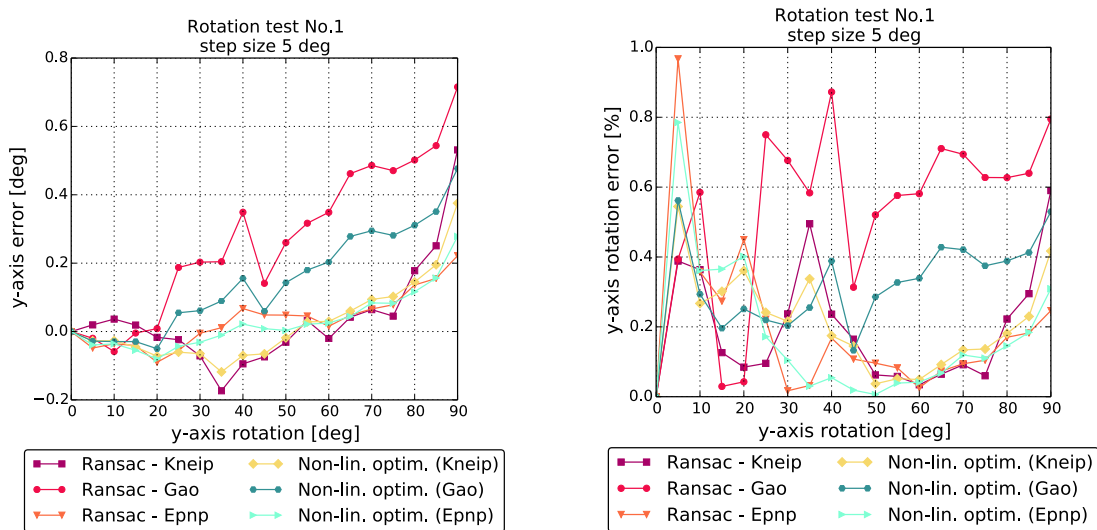 Rotation test No.1
step size 5 deg
y-axis error [deg]
0.8
0.6
0.4
0.2
0.0
−0.2
0 10 20 30 40 50 60 70 80 90
y-axis rotation [deg]
Ransac - Kneip
Ransac - Gao
Ransac - Epnp
Non-lin. optim. (Kneip)
Non-lin. optim. (Gao)
Non-lin. optim. (Epnp)
Rotation test No.1
step size 5 deg
y-axis rotation error [%]
1.0
0.8
0.6
0.4
0.2
0.0
0 10 20 30 40 50 60 70 80 90
y-axis rotation [deg]
Ransac - Kneip
Ransac - Gao
Ransac - Epnp
Non-lin. optim. (Kneip)
Non-lin. optim. (Gao)
Non-lin. optim. (Epnp)